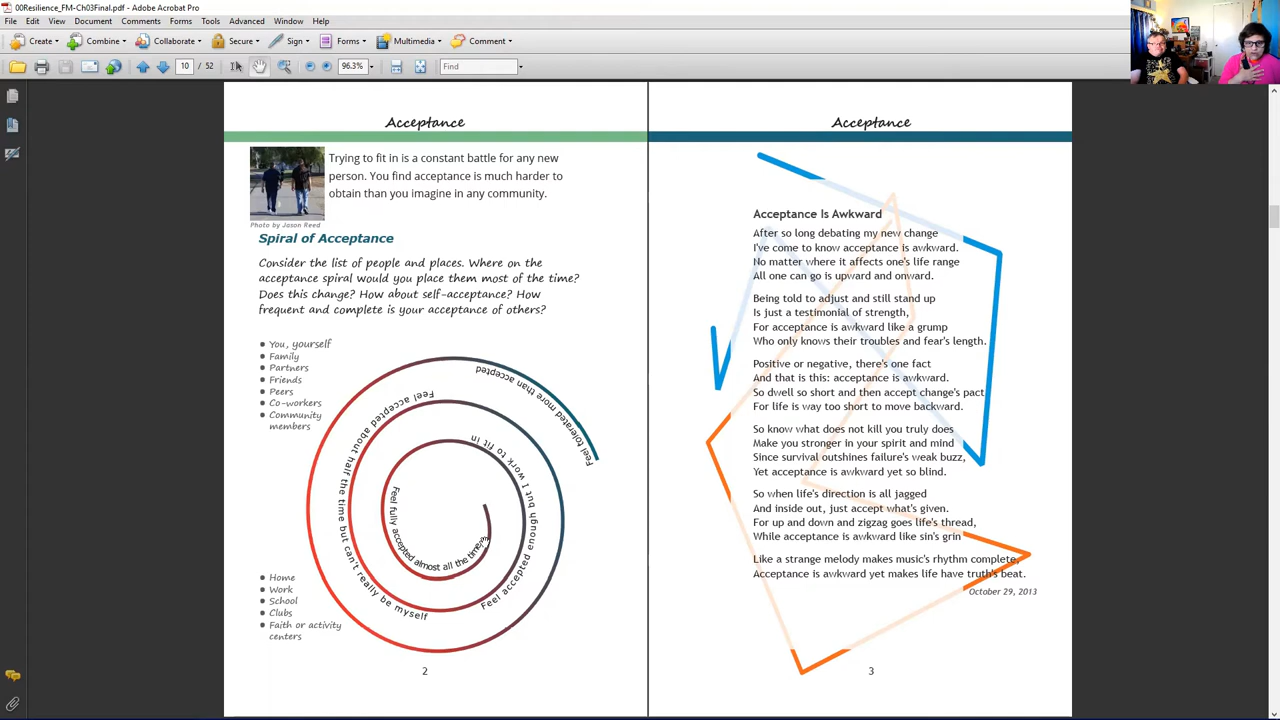 00Resilience_FM-Ch03Final.pdf - Adobe Acrobat Pro
File Edit View Document Comments Forms Tools Advanced Window Help
Create Combine Collaborate Secure Sign Forms Multimedia Comment
10 / 52 96.3% Find
Acceptance
Trying to fit in is a constant battle for any new
person. You find acceptance is much harder to
obtain than you imagine in any community.
Photo by Jason Reed
Spiral of Acceptance
Consider the list of people and places. Where on the
acceptance spiral would you place them most of the time?
Does this change? How about self-acceptance? How
frequent and complete is your acceptance of others?
• You, yourself
• Family
• Partners
• Friends
• Peers
• Co-workers
• Community
members
Feel tolerated more than accepted
Feel accepted about half the time but can't really be myself
Feel accepted enough but I work to fit in
Feel fully accepted almost all the time
• Home
• Work
• School
• Clubs
• Faith or activity
centers
2
Acceptance
Acceptance Is Awkward
After so long debating my new change
I've come to know acceptance is awkward.
No matter where it affects one's life range
All one can go is upward and onward.
Being told to adjust and still stand up
Is just a testimonial of strength,
For acceptance is awkward like a grump
Who only knows their troubles and fear's length.
Positive or negative, there's one fact
And that is this: acceptance is awkward.
So dwell so short and then accept change's pact
For life is way too short to move backward.
So know what does not kill you truly does
Make you stronger in your spirit and mind
Since survival outshines failure's weak buzz,
Yet acceptance is awkward yet so blind.
So when life's direction is all jagged
And inside out, just accept what's given.
For up and down and zigzag goes life's thread,
While acceptance is awkward like sin's grin
Like a strange melody makes music's rhythm complete,
Acceptance is awkward yet makes life have truth's beat.
October 29, 2013
3